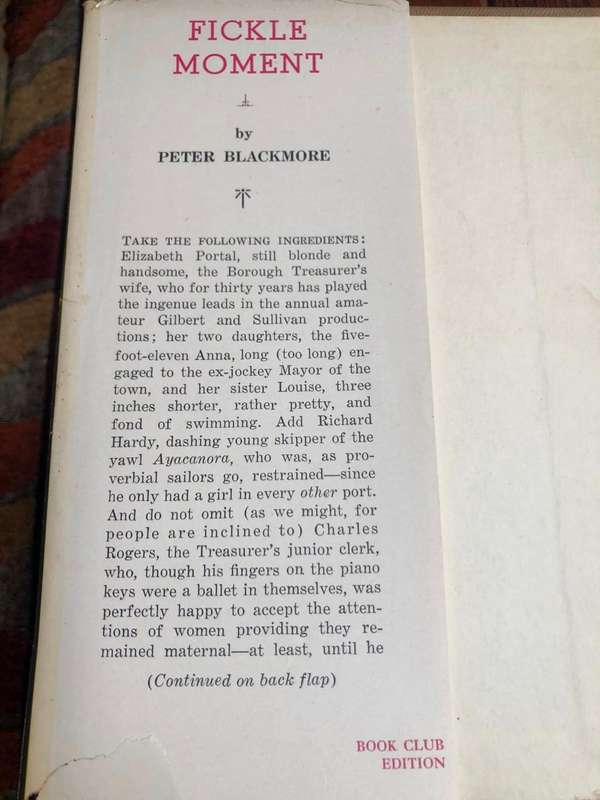 FICKLE
MOMENT
by
PETER BLACKMORE
TAKE THE FOLLOWING INGREDIENTS:
Elizabeth Portal, still blonde and
handsome, the Borough Treasurer's
wife, who for thirty years has played
the ingenue leads in the annual ama-
teur Gilbert and Sullivan produc-
tions; her two daughters, the five-
foot-eleven Anna, long (too long) en-
gaged to the ex-jockey Mayor of the
town, and her sister Louise, three
inches shorter, rather pretty, and
fond of swimming. Add Richard
Hardy, dashing young skipper of the
yawl Ayacanora, who was, as pro-
verbial sailors go, restrained—since
he only had a girl in every other port.
And do not omit (as we might, for
people are inclined to) Charles
Rogers, the Treasurer's junior clerk,
who, though his fingers on the piano
keys were a ballet in themselves, was
perfectly happy to accept the atten-
tions of women providing they re-
mained maternal—at least, until he
(Continued on back flap)
BOOK CLUB
EDITION